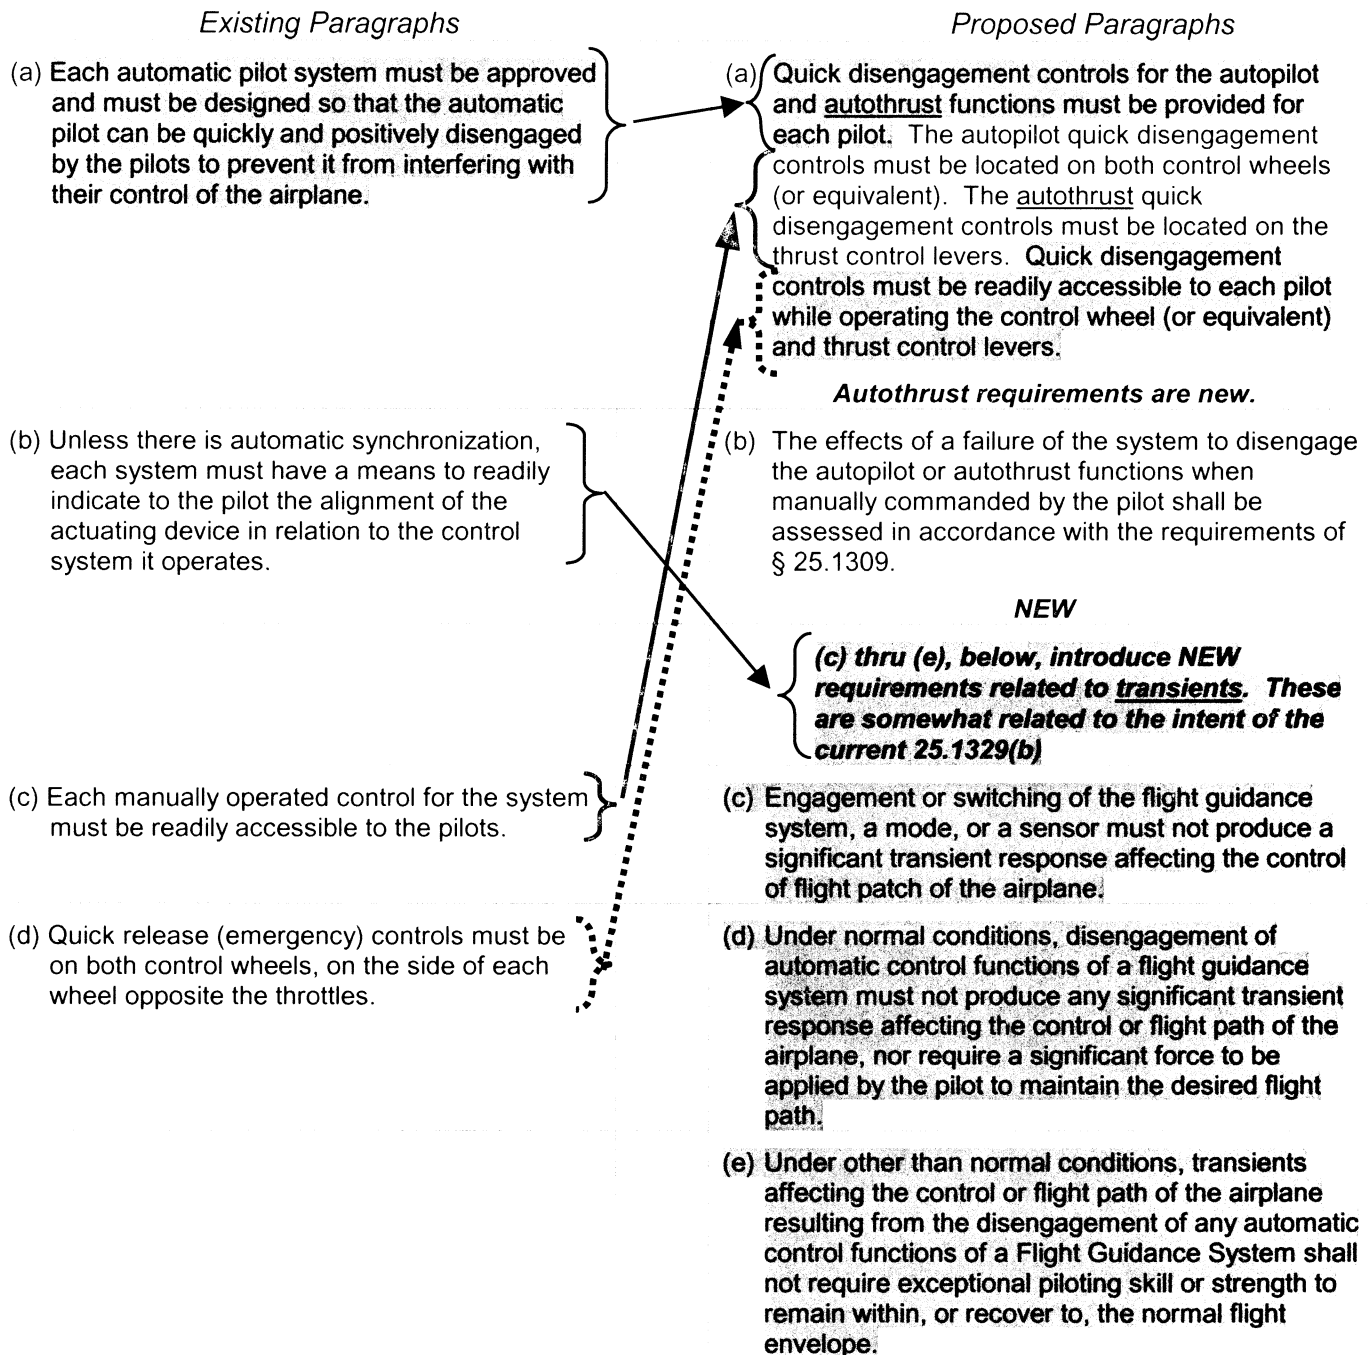 Existing Paragraphs
(a) Each automatic pilot system must be approved
and must be designed so that the automatic
pilot can be quickly and positively disengaged
by the pilots to prevent it from interfering with
their control of the airplane.
(b) Unless there is automatic synchronization,
each system must have a means to readily
indicate to the pilot the alignment of the
actuating device in relation to the control
system it operates.
(c) Each manually operated control for the system
must be readily accessible to the pilots.
(d) Quick release (emergency) controls must be
on both control wheels, on the side of each
wheel opposite the throttles.
Proposed Paragraphs
(a) Quick disengagement controls for the autopilot
and autothrust functions must be provided for
each pilot. The autopilot quick disengagement
controls must be located on both control wheels
(or equivalent). The autothrust quick
disengagement controls must be located on the
thrust control levers. Quick disengagement
controls must be readily accessible to each pilot
while operating the control wheel (or equivalent)
and thrust control levers.
Autothrust requirements are new.
(b) The effects of a failure of the system to disengage
the autopilot or autothrust functions when
manually commanded by the pilot shall be
assessed in accordance with the requirements of
§ 25.1309.
NEW
(c) thru (e), below, introduce NEW
requirements related to transients. These
are somewhat related to the intent of the
current 25.1329(b)
(c) Engagement or switching of the flight guidance
system, a mode, or a sensor must not produce a
significant transient response affecting the control
of flight patch of the airplane.
(d) Under normal conditions, disengagement of
automatic control functions of a flight guidance
system must not produce any significant transient
response affecting the control or flight path of the
airplane, nor require a significant force to be
applied by the pilot to maintain the desired flight
path.
(e) Under other than normal conditions, transients
affecting the control or flight path of the airplane
resulting from the disengagement of any automatic
control functions of a Flight Guidance System shall
not require exceptional piloting skill or strength to
remain within, or recover to, the normal flight
envelope.